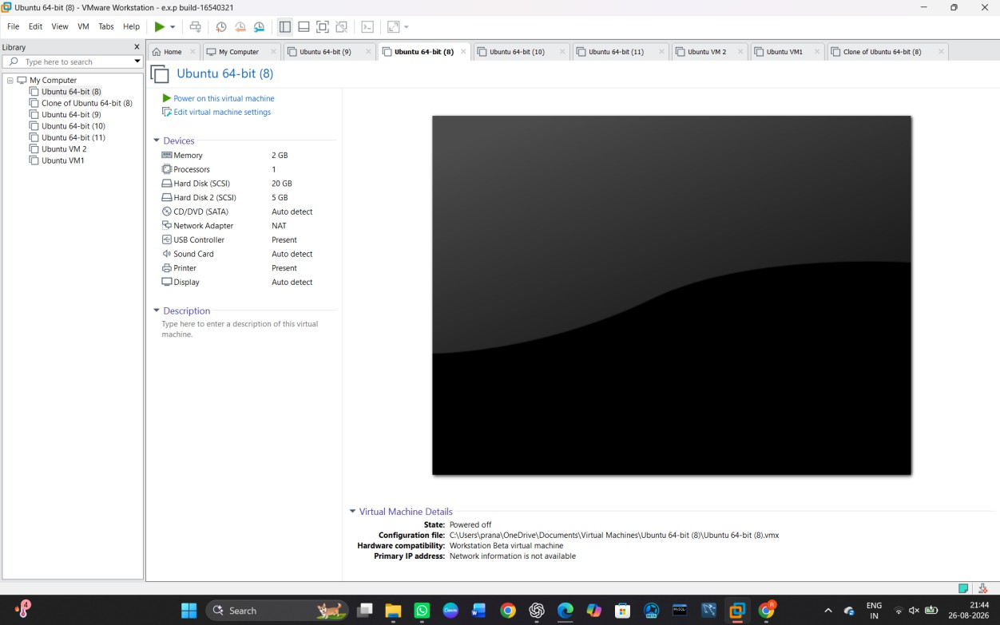 Ubuntu 64-bit (8) - VMware Workstation - e.x.p build-16540321
File Edit View VM Tabs Help
Library
Type here to search
My Computer
Ubuntu 64-bit (8)
Clone of Ubuntu 64-bit (8)
Ubuntu 64-bit (9)
Ubuntu 64-bit (10)
Ubuntu 64-bit (11)
Ubuntu VM 2
Ubuntu VM1
Home My Computer Ubuntu 64-bit (9) Ubuntu 64-bit (8) Ubuntu 64-bit (10) Ubuntu 64-bit (11) Ubuntu VM 2 Ubuntu VM1 Clone of Ubuntu 64-bit (8)
Ubuntu 64-bit (8)
Power on this virtual machine
Edit virtual machine settings
Devices
Memory 2 GB
Processors 1
Hard Disk (SCSI) 20 GB
Hard Disk 2 (SCSI) 5 GB
CD/DVD (SATA) Auto detect
Network Adapter NAT
USB Controller Present
Sound Card Auto detect
Printer Present
Display Auto detect
Description
Type here to enter a description of this virtual
machine.
Virtual Machine Details
State: Powered off
Configuration file: C:\Users\prana\OneDrive\Documents\Virtual Machines\Ubuntu 64-bit (8)\Ubuntu 64-bit (8).vmx
Hardware compatibility: Workstation Beta virtual machine
Primary IP address: Network information is not available
4
Search
ENG
IN
21:44
26-08-2026